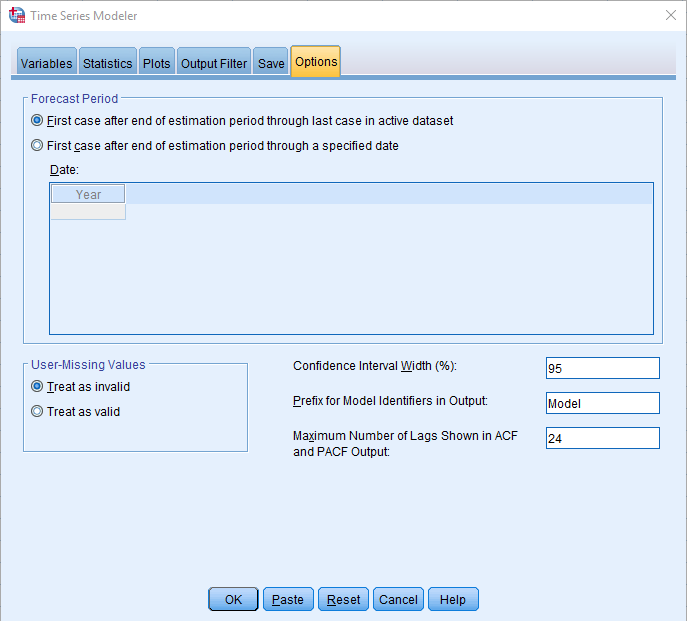 Time Series Modeler
Variables Statistics Plots Output Filter Save Options
Forecast Period
First case after end of estimation period through last case in active dataset
First case after end of estimation period through a specified date
Date:
Year
User-Missing Values
Treat as invalid
Treat as valid
Confidence Interval Width (%):
95
Prefix for Model Identifiers in Output:
Model
Maximum Number of Lags Shown in ACF
and PACF Output:
24
OK Paste Reset Cancel Help